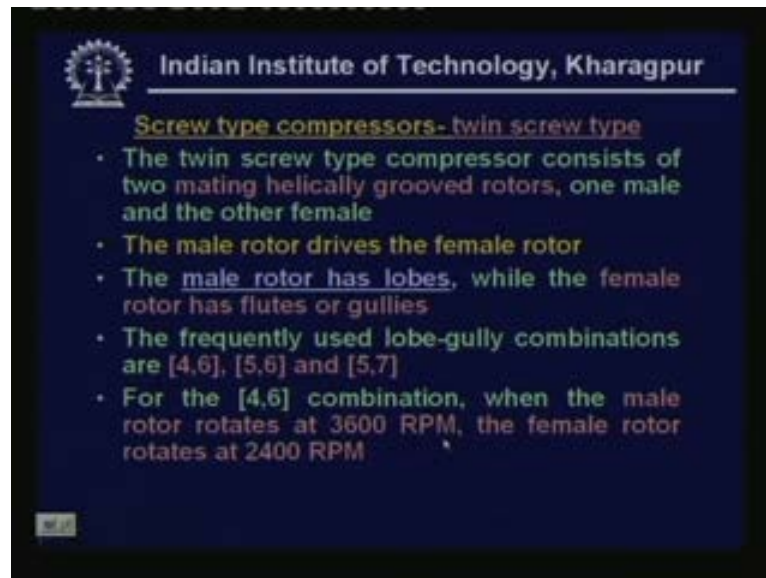 Indian Institute of Technology, Kharagpur
Screw type compressors- twin screw type
• The twin screw type compressor consists of
two mating helically grooved rotors, one male
and the other female
• The male rotor drives the female rotor
• The male rotor has lobes, while the female
rotor has flutes or gullies
• The frequently used lobe-gully combinations
are [4,6], [5,6] and [5,7]
• For the [4,6] combination, when the male
rotor rotates at 3600 RPM, the female rotor
rotates at 2400 RPM